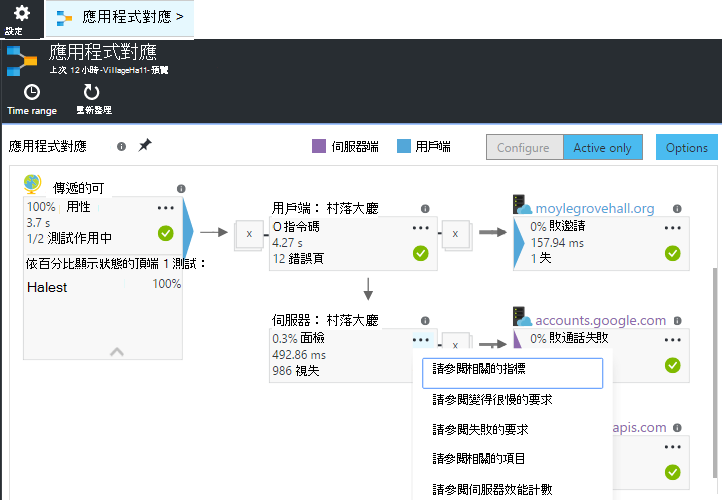 設定
應用程式對應 >
應用程式對應
上次 12 小時 -VillageHall- 預覽
Time range
重新整理
應用程式對應
伺服器端
用戶端
Configure
Active only
Options
傳遞的可
100% 用性
3.7 s
1/2 測試作用中
依百分比顯示狀態的頂端 1 測試：
Halest
100%
用戶端： 村落大廳
O 指令碼
4.27 s
12 錯誤頁
x
x
moylegrovehall.org
0% 敗邀請
157.94 ms
1 失
伺服器： 村落大廳
0.3% 面檢
492.86 ms
986 視失
x
accounts.google.com
0% 敗通話失敗
請參閱相關的指標
請參閱變得很慢的要求
請參閱失敗的要求
請參閱相關的項目
請參閱伺服器效能計數
apis.com